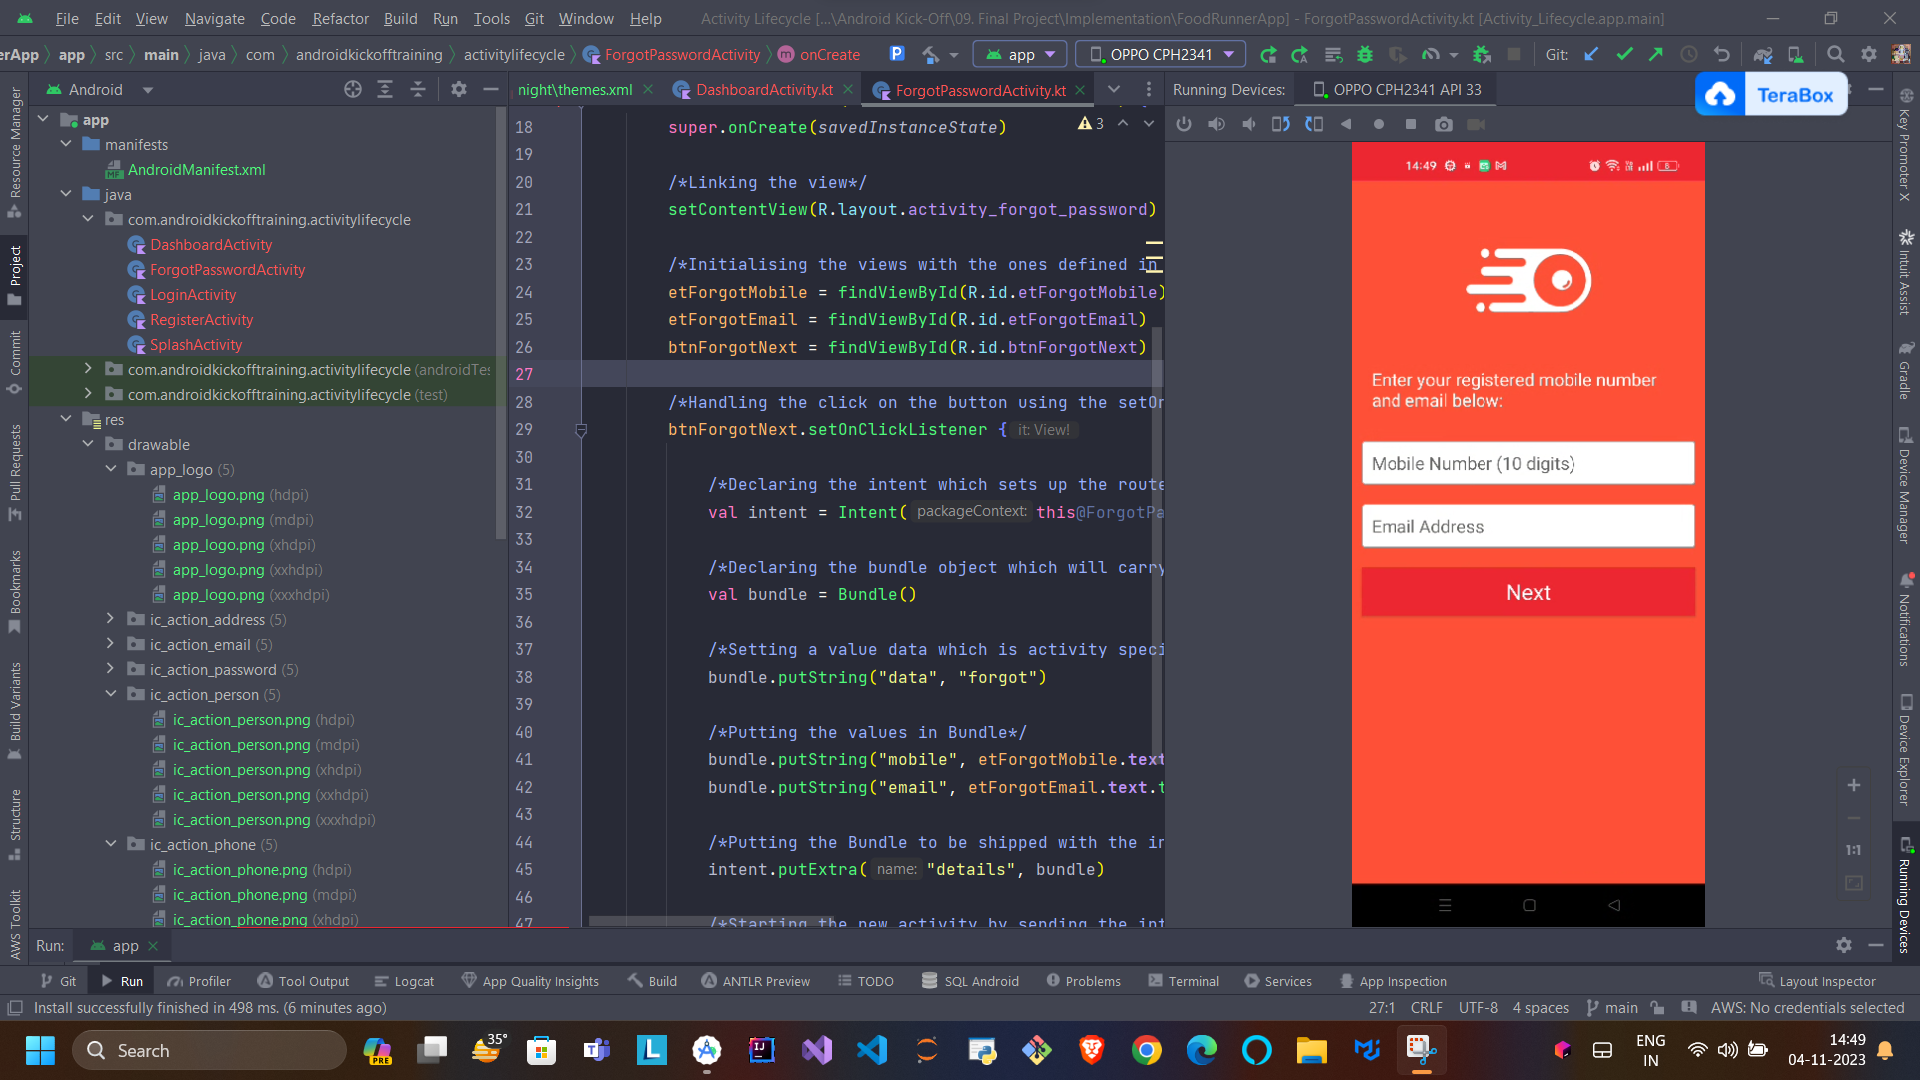 File Edit View Navigate Code Refactor Build Run Tools Git Window Help
Activity Lifecycle [...\Android Kick-Off\09. Final Project\Implementation\FoodRunnerApp] - ForgotPasswordActivity.kt [Activity_Lifecycle.app.main]
nerApp app src main java com androidkickofftraining activitylifecycle ForgotPasswordActivity onCreate
app
OPPO CPH2341
Git:
Android
night\themes.xml
DashboardActivity.kt
ForgotPasswordActivity.kt
Running Devices:
OPPO CPH2341 API 33
TeraBox
Resource Manager
Project
Commit
Pull Requests
Bookmarks
Build Variants
Structure
AWS Toolkit
app
manifests
AndroidManifest.xml
java
com.androidkickofftraining.activitylifecycle
DashboardActivity
ForgotPasswordActivity
LoginActivity
RegisterActivity
SplashActivity
com.androidkickofftraining.activitylifecycle (androidTes
com.androidkickofftraining.activitylifecycle (test)
res
drawable
app_logo (5)
app_logo.png (hdpi)
app_logo.png (mdpi)
app_logo.png (xhdpi)
app_logo.png (xxhdpi)
app_logo.png (xxxhdpi)
ic_action_address (5)
ic_action_email (5)
ic_action_password (5)
ic_action_person (5)
ic_action_person.png (hdpi)
ic_action_person.png (mdpi)
ic_action_person.png (xhdpi)
ic_action_person.png (xxhdpi)
ic_action_person.png (xxxhdpi)
ic_action_phone (5)
ic_action_phone.png (hdpi)
ic_action_phone.png (mdpi)
ic_action_phone.png (xhdpi)
3
18 super.onCreate(savedInstanceState)
19
20 /*Linking the view*/
21 setContentView(R.layout.activity_forgot_password)
22
23 /*Initialising the views with the ones defined in
24 etForgotMobile = findViewById(R.id.etForgotMobile)
25 etForgotEmail = findViewById(R.id.etForgotEmail)
26 btnForgotNext = findViewById(R.id.btnForgotNext)
27
28 /*Handling the click on the button using the setOn
29 btnForgotNext.setOnClickListener { it: View!
30
31 /*Declaring the intent which sets up the route
32 val intent = Intent( packageContext: this@ForgotPa
33
34 /*Declaring the bundle object which will carry
35 val bundle = Bundle()
36
37 /*Setting a value data which is activity speci
38 bundle.putString("data", "forgot")
39
40 /*Putting the values in Bundle*/
41 bundle.putString("mobile", etForgotMobile.text
42 bundle.putString("email", etForgotEmail.text.t
43
44 /*Putting the Bundle to be shipped with the in
45 intent.putExtra( name: "details", bundle)
46
47 /*Starting the new activity by sending the int
14:49
Enter your registered mobile number
and email below:
Mobile Number (10 digits)
Email Address
Next
1:1
Key Promoter X
Intuit Assist
Gradle
Device Manager
Notifications
Device Explorer
Running Devices
Run: app
Git Run Profiler Tool Output Logcat App Quality Insights Build ANTLR Preview TODO SQL Android Problems Terminal Services App Inspection Layout Inspector
Install successfully finished in 498 ms. (6 minutes ago)
27:1 CRLF UTF-8 4 spaces main AWS: No credentials selected
Search
PRE
35°
ENG
IN
14:49
04-11-2023